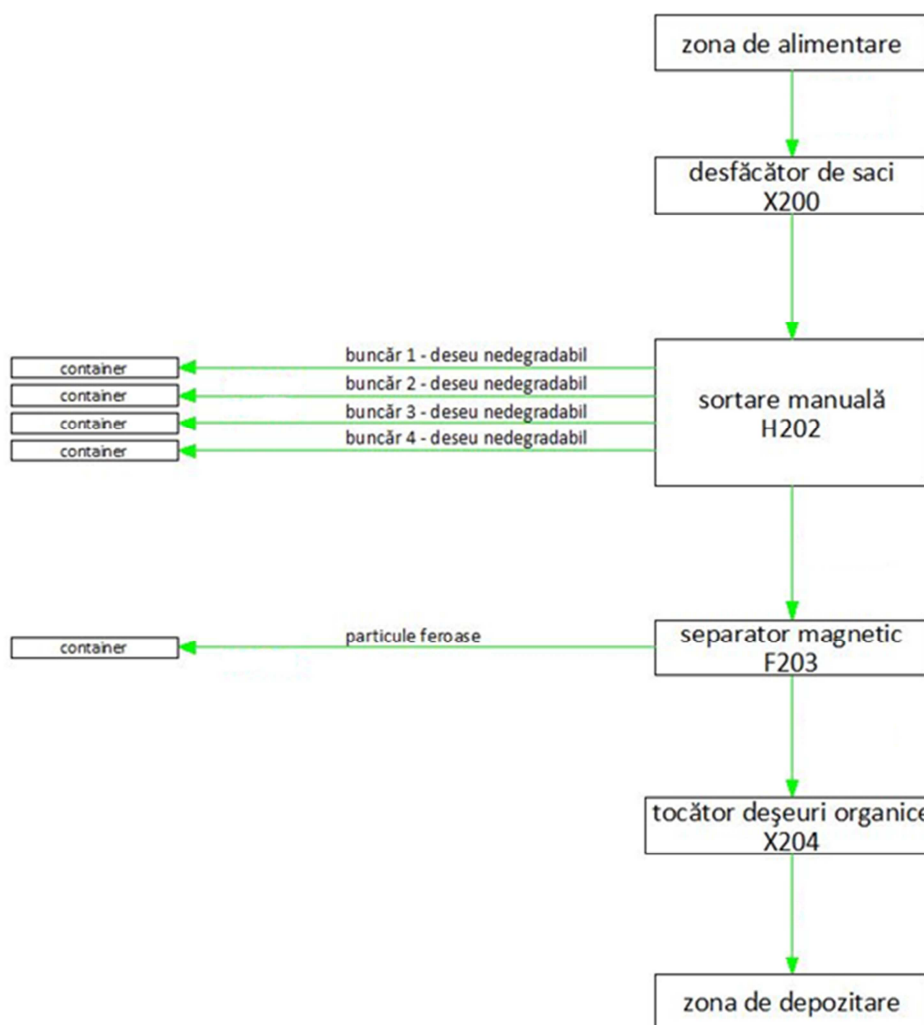 zona de alimentare
desfăcător de saci
X200
buncăr 1 - deseu nedegradabil
container
buncăr 2 - deseu nedegradabil
container
buncăr 3 - deseu nedegradabil
container
buncăr 4 - deseu nedegradabil
container
sortare manuală
H202
particule feroase
container
separator magnetic
F203
tocător deşeuri organice
X204
zona de depozitare